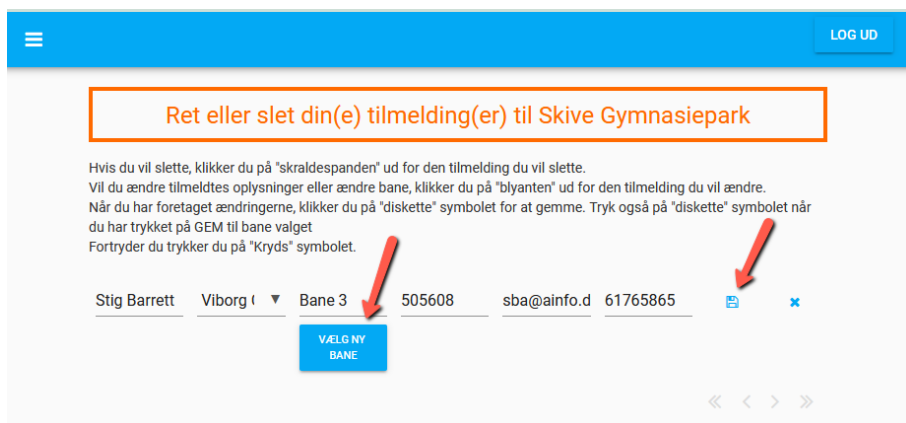 LOG UD
Ret eller slet din(e) tilmelding(er) til Skive Gymnasiepark
Hvis du vil slette, klikker du på "skraldespanden" ud for den tilmelding du vil slette.
Vil du ændre tilmeldtes oplysninger eller ændre bane, klikker du på "blyanten" ud for den tilmelding du vil ændre.
Når du har foretaget ændringerne, klikker du på "diskette" symbolet for at gemme. Tryk også på "diskette" symbolet når
du har trykket på GEM til bane valget
Fortryder du trykker du på "Kryds" symbolet.
Stig Barrett Viborg ( Bane 3 505608 sba@ainfo.d 61765865
VÆLG NY
BANE